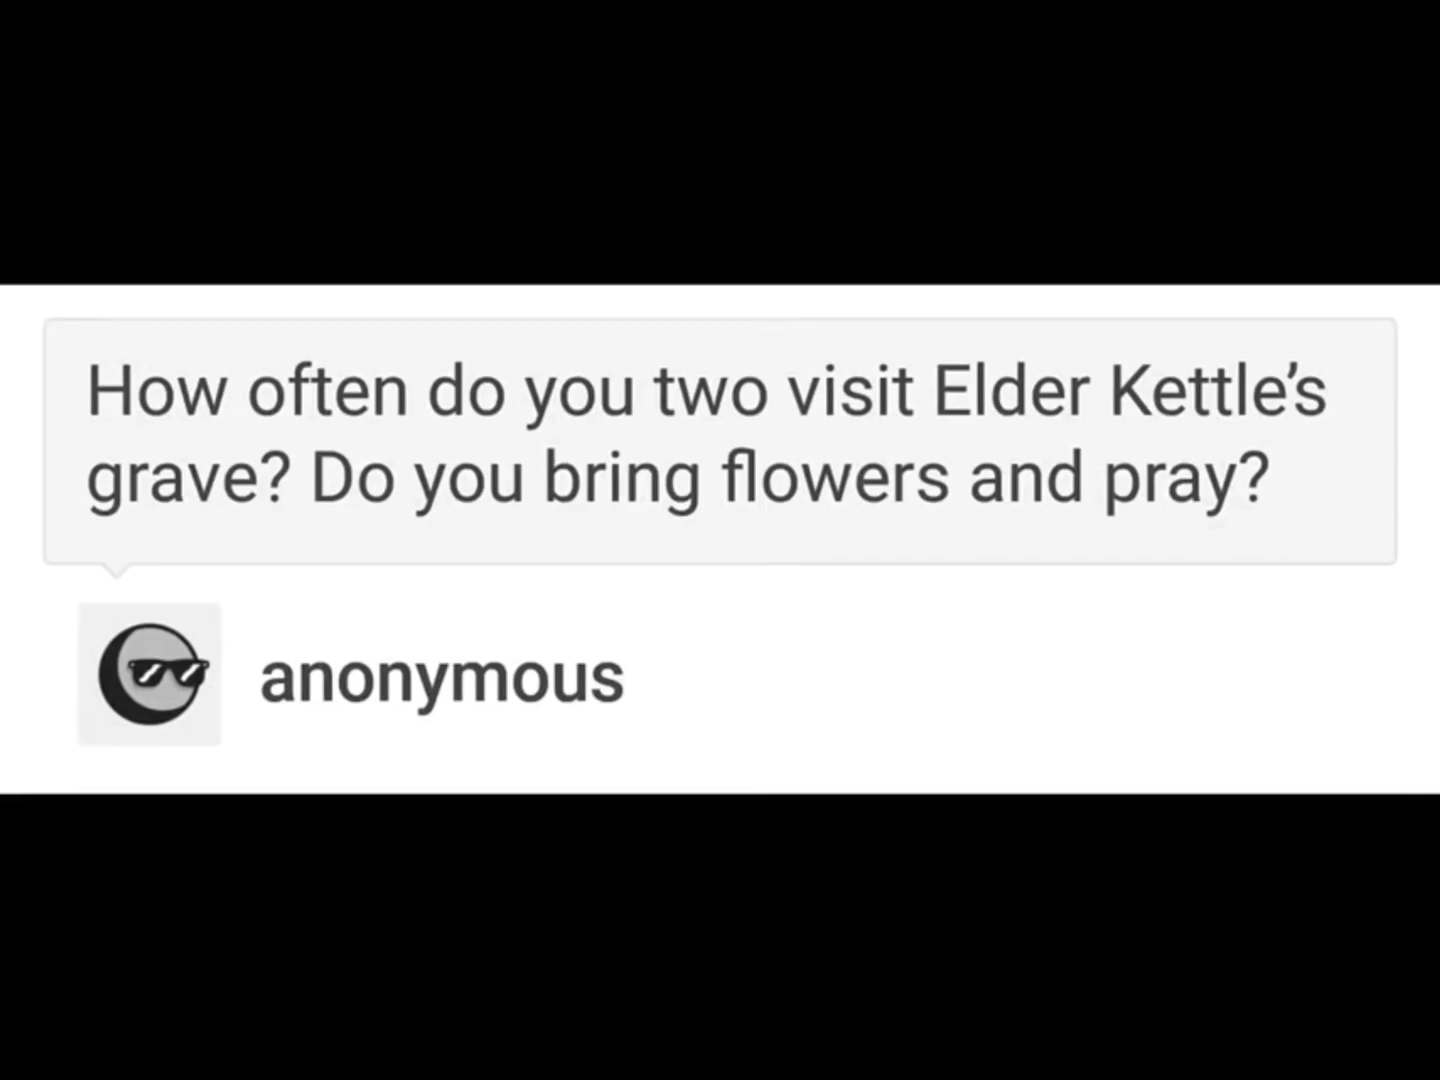 How often do you two visit Elder Kettle’s
grave? Do you bring flowers and pray?
anonymous